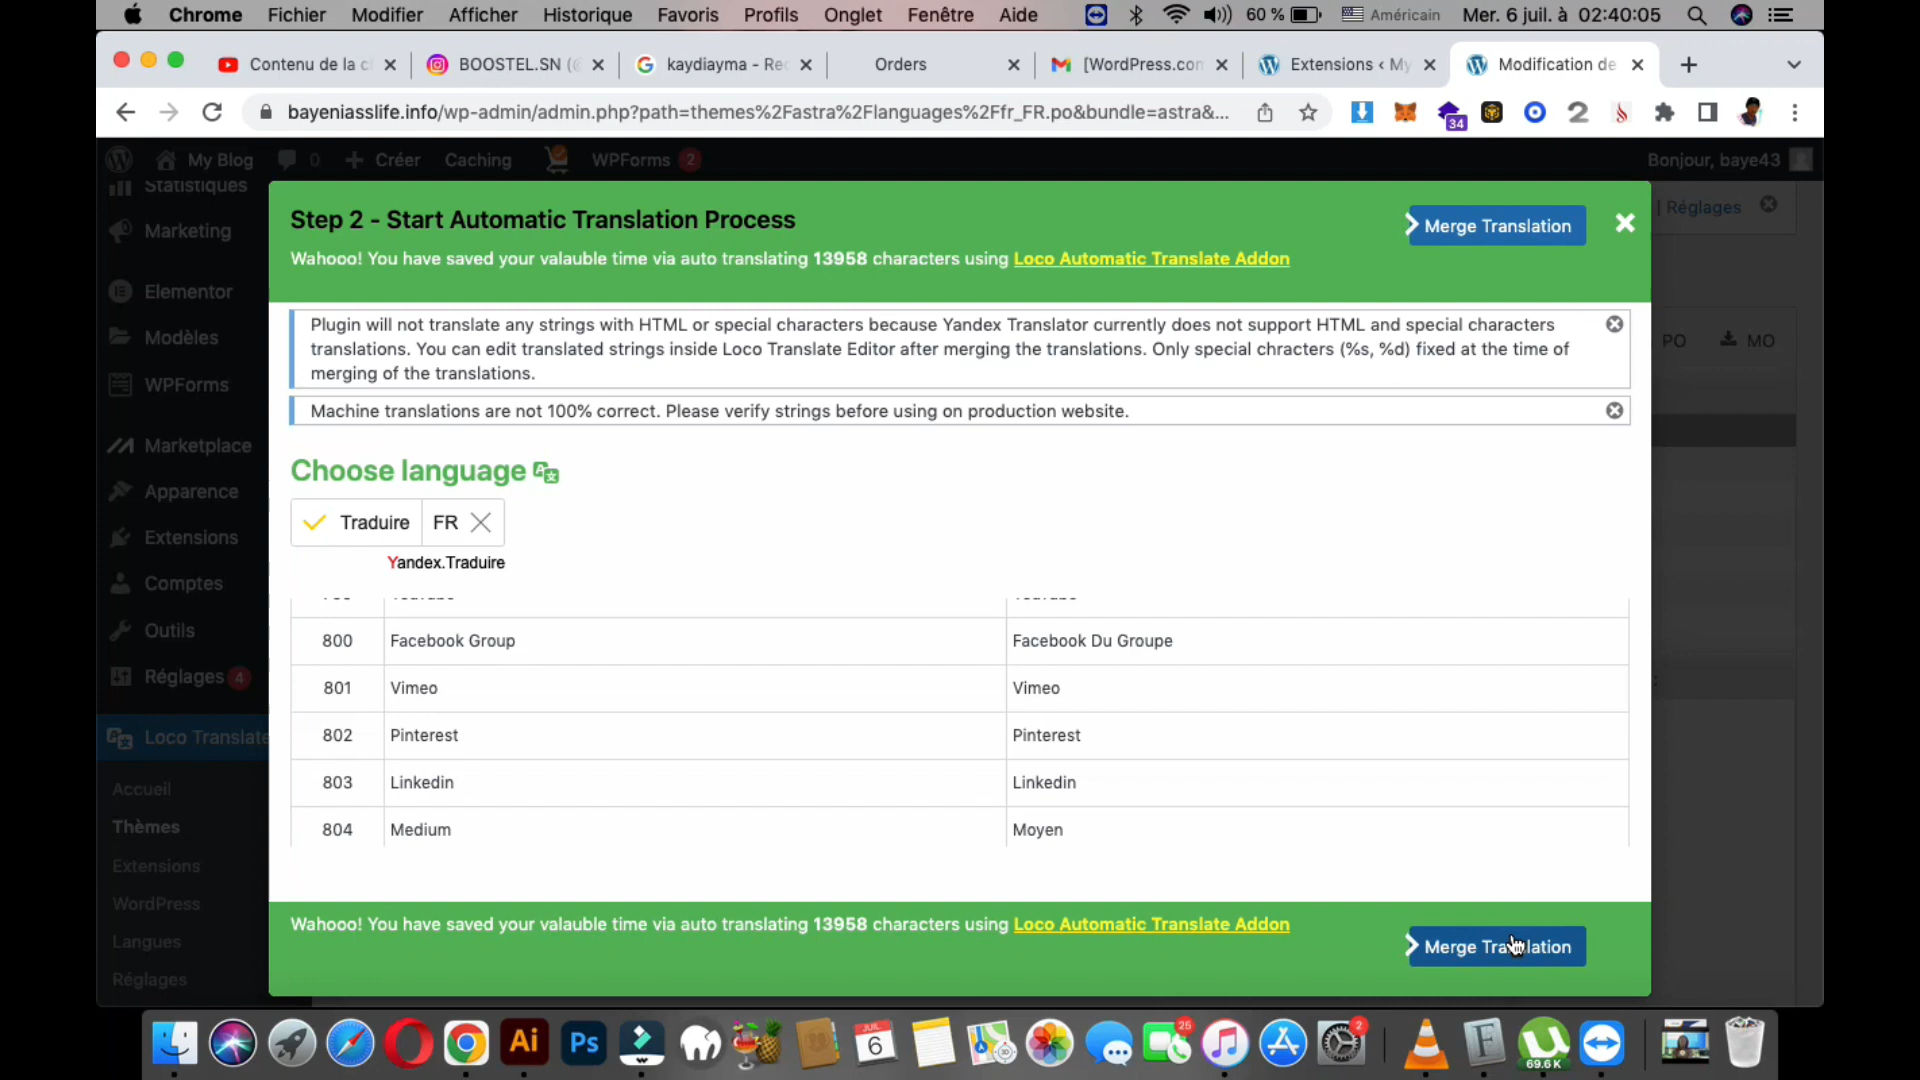 Chrome Fichier Modifier Afficher Historique Favoris Profils Onglet Fenêtre Aide 60 % Américain Mer. 6 juil. à 02:40:05
Contenu de la c BOOSTEL.SN ( kaydiayma - Re Orders [WordPress.con Extensions ‹ My Modification de
bayeniasslife.info/wp-admin/admin.php?path=themes%2Fastra%2Flanguages%2Ffr_FR.po&bundle=astra&... 34
My Blog 0 Créer Caching WPForms 2 Bonjour, baye43
Statistiques
Marketing
Elementor
Modèles
WPForms
Marketplace
Apparence
Extensions
Comptes
Outils
Réglages 4
Loco Translate
Accueil
Thèmes
Extensions
WordPress
Langues
Réglages
| Réglages
PO MO
Step 2 - Start Automatic Translation Process
Merge Translation
Wahooo! You have saved your valauble time via auto translating 13958 characters using Loco Automatic Translate Addon
Plugin will not translate any strings with HTML or special characters because Yandex Translator currently does not support HTML and special characters
translations. You can edit translated strings inside Loco Translate Editor after merging the translations. Only special chracters (%s, %d) fixed at the time of
merging of the translations.
Machine translations are not 100% correct. Please verify strings before using on production website.
Choose language
Traduire FR
Yandex.Traduire
800 Facebook Group Facebook Du Groupe
801 Vimeo Vimeo
802 Pinterest Pinterest
803 Linkedin Linkedin
804 Medium Moyen
Wahooo! You have saved your valauble time via auto translating 13958 characters using Loco Automatic Translate Addon
Merge Translation
Ai Ps JUIL 6 25 2 F 69.6 K